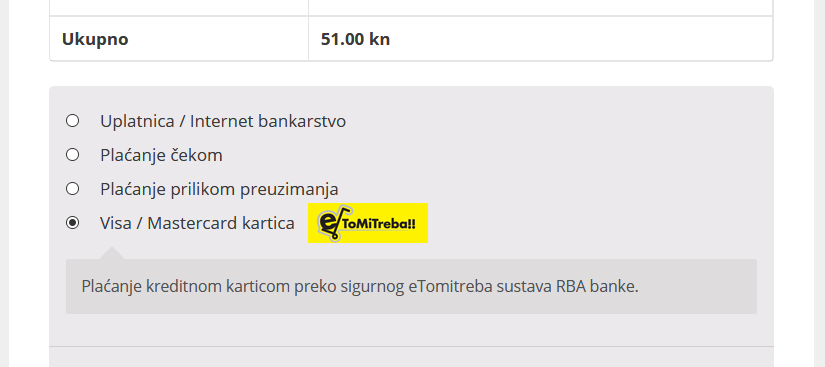 Ukupno 51.00 kn
Uplatnica / Internet bankarstvo
Plaćanje čekom
Plaćanje prilikom preuzimanja
Visa / Mastercard kartica e ToMiTreba!!
Plaćanje kreditnom karticom preko sigurnog eTomitreba sustava RBA banke.